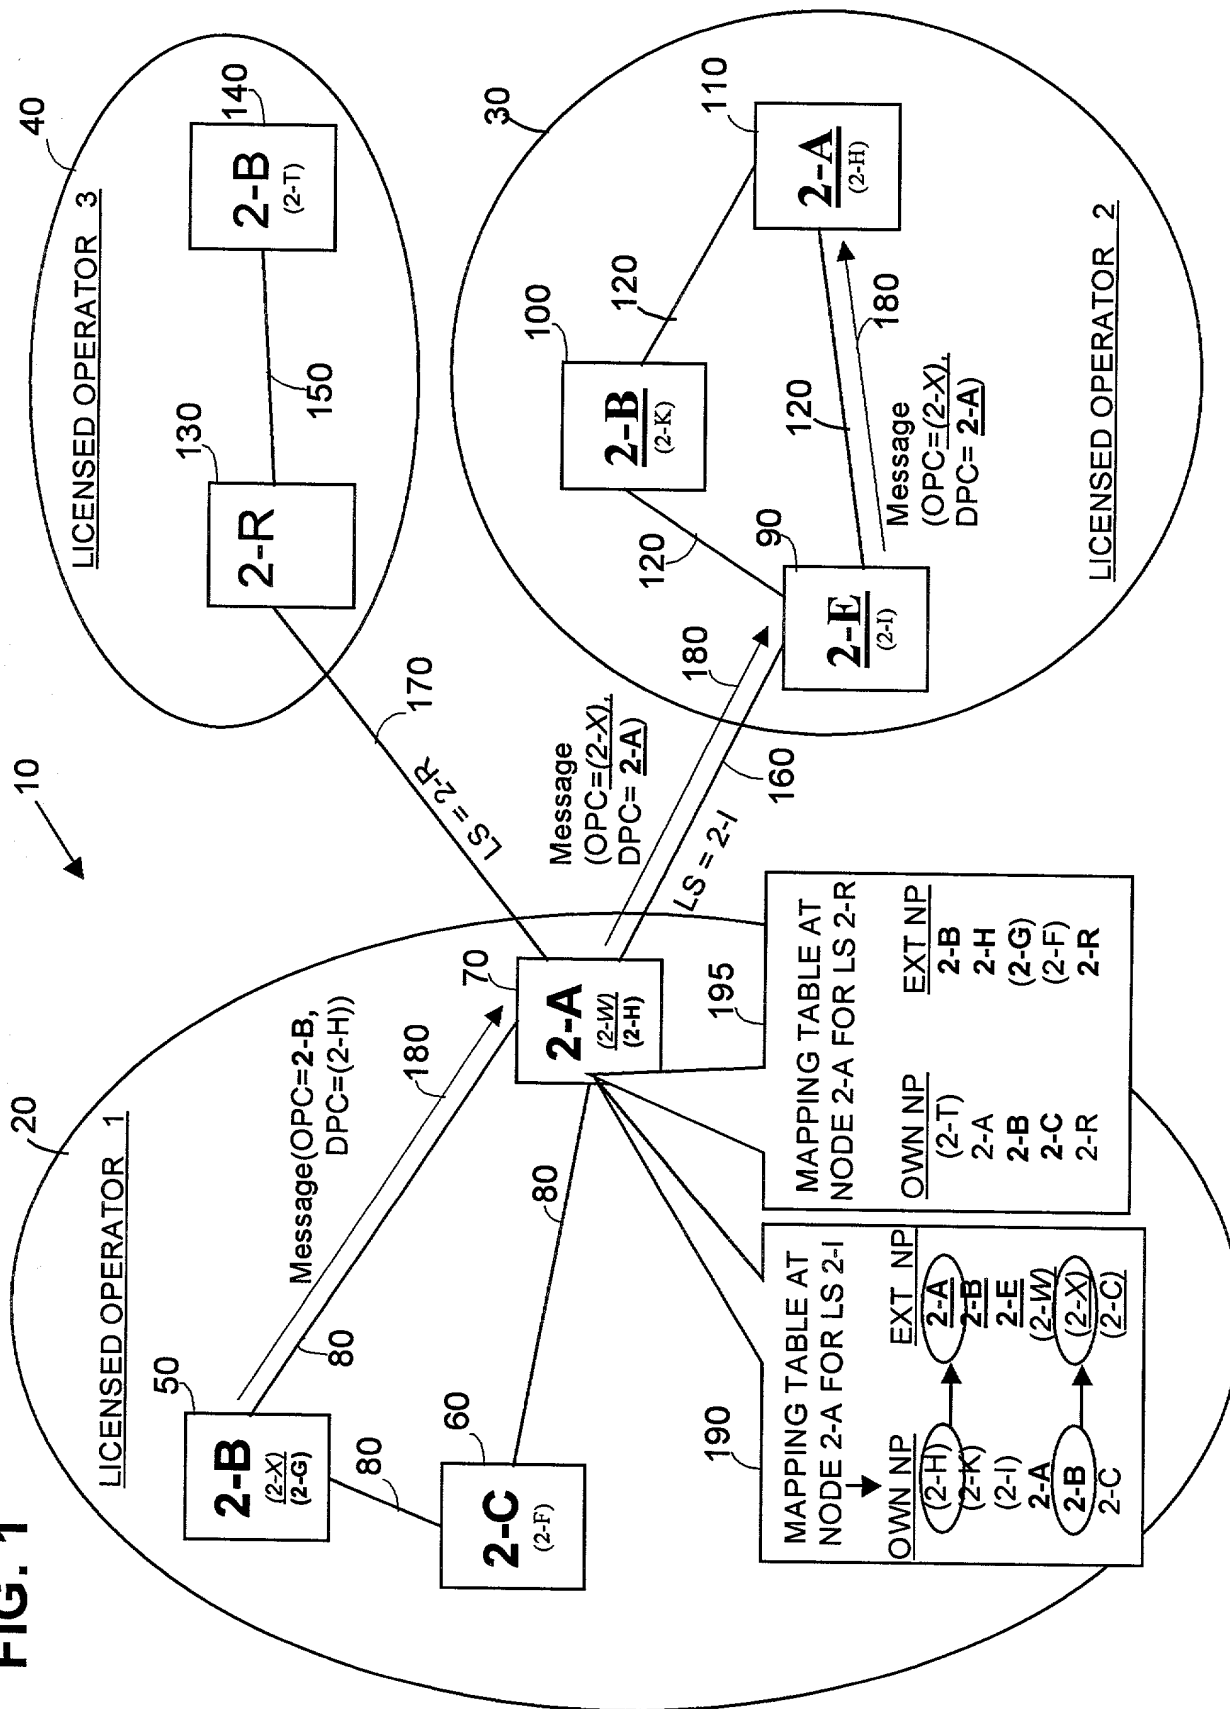 FIG. 1
10
20
LICENSED OPERATOR 1
50
2-B
(2-X)
(2-G)
80
Message(OPC=2-B,
DPC=(2-H))
180
80
60
2-C
(2-F)
80
70
2-A
(2-W)
(2-H)
190
MAPPING TABLE AT
NODE 2-A FOR LS 2-I
OWN NP EXT NP
(2-H) 2-A
(2-K) 2-B
(2-I) 2-E
2-A (2-W)
2-B (2-X)
2-C (2-C)
195
MAPPING TABLE AT
NODE 2-A FOR LS 2-R
OWN NP EXT NP
(2-T) 2-B
2-A 2-H
2-B (2-G)
2-C (2-F)
2-R 2-R
LS = 2-R
170
Message
(OPC=(2-X),
DPC= 2-A)
180
LS = 2-I
160
40
LICENSED OPERATOR 3
130
2-R
150
140
2-B
(2-T)
30
100
2-B
(2-K)
120
120
110
2-A
(2-H)
90
2-E
(2-I)
120
180
Message
(OPC=(2-X),
DPC= 2-A)
LICENSED OPERATOR 2